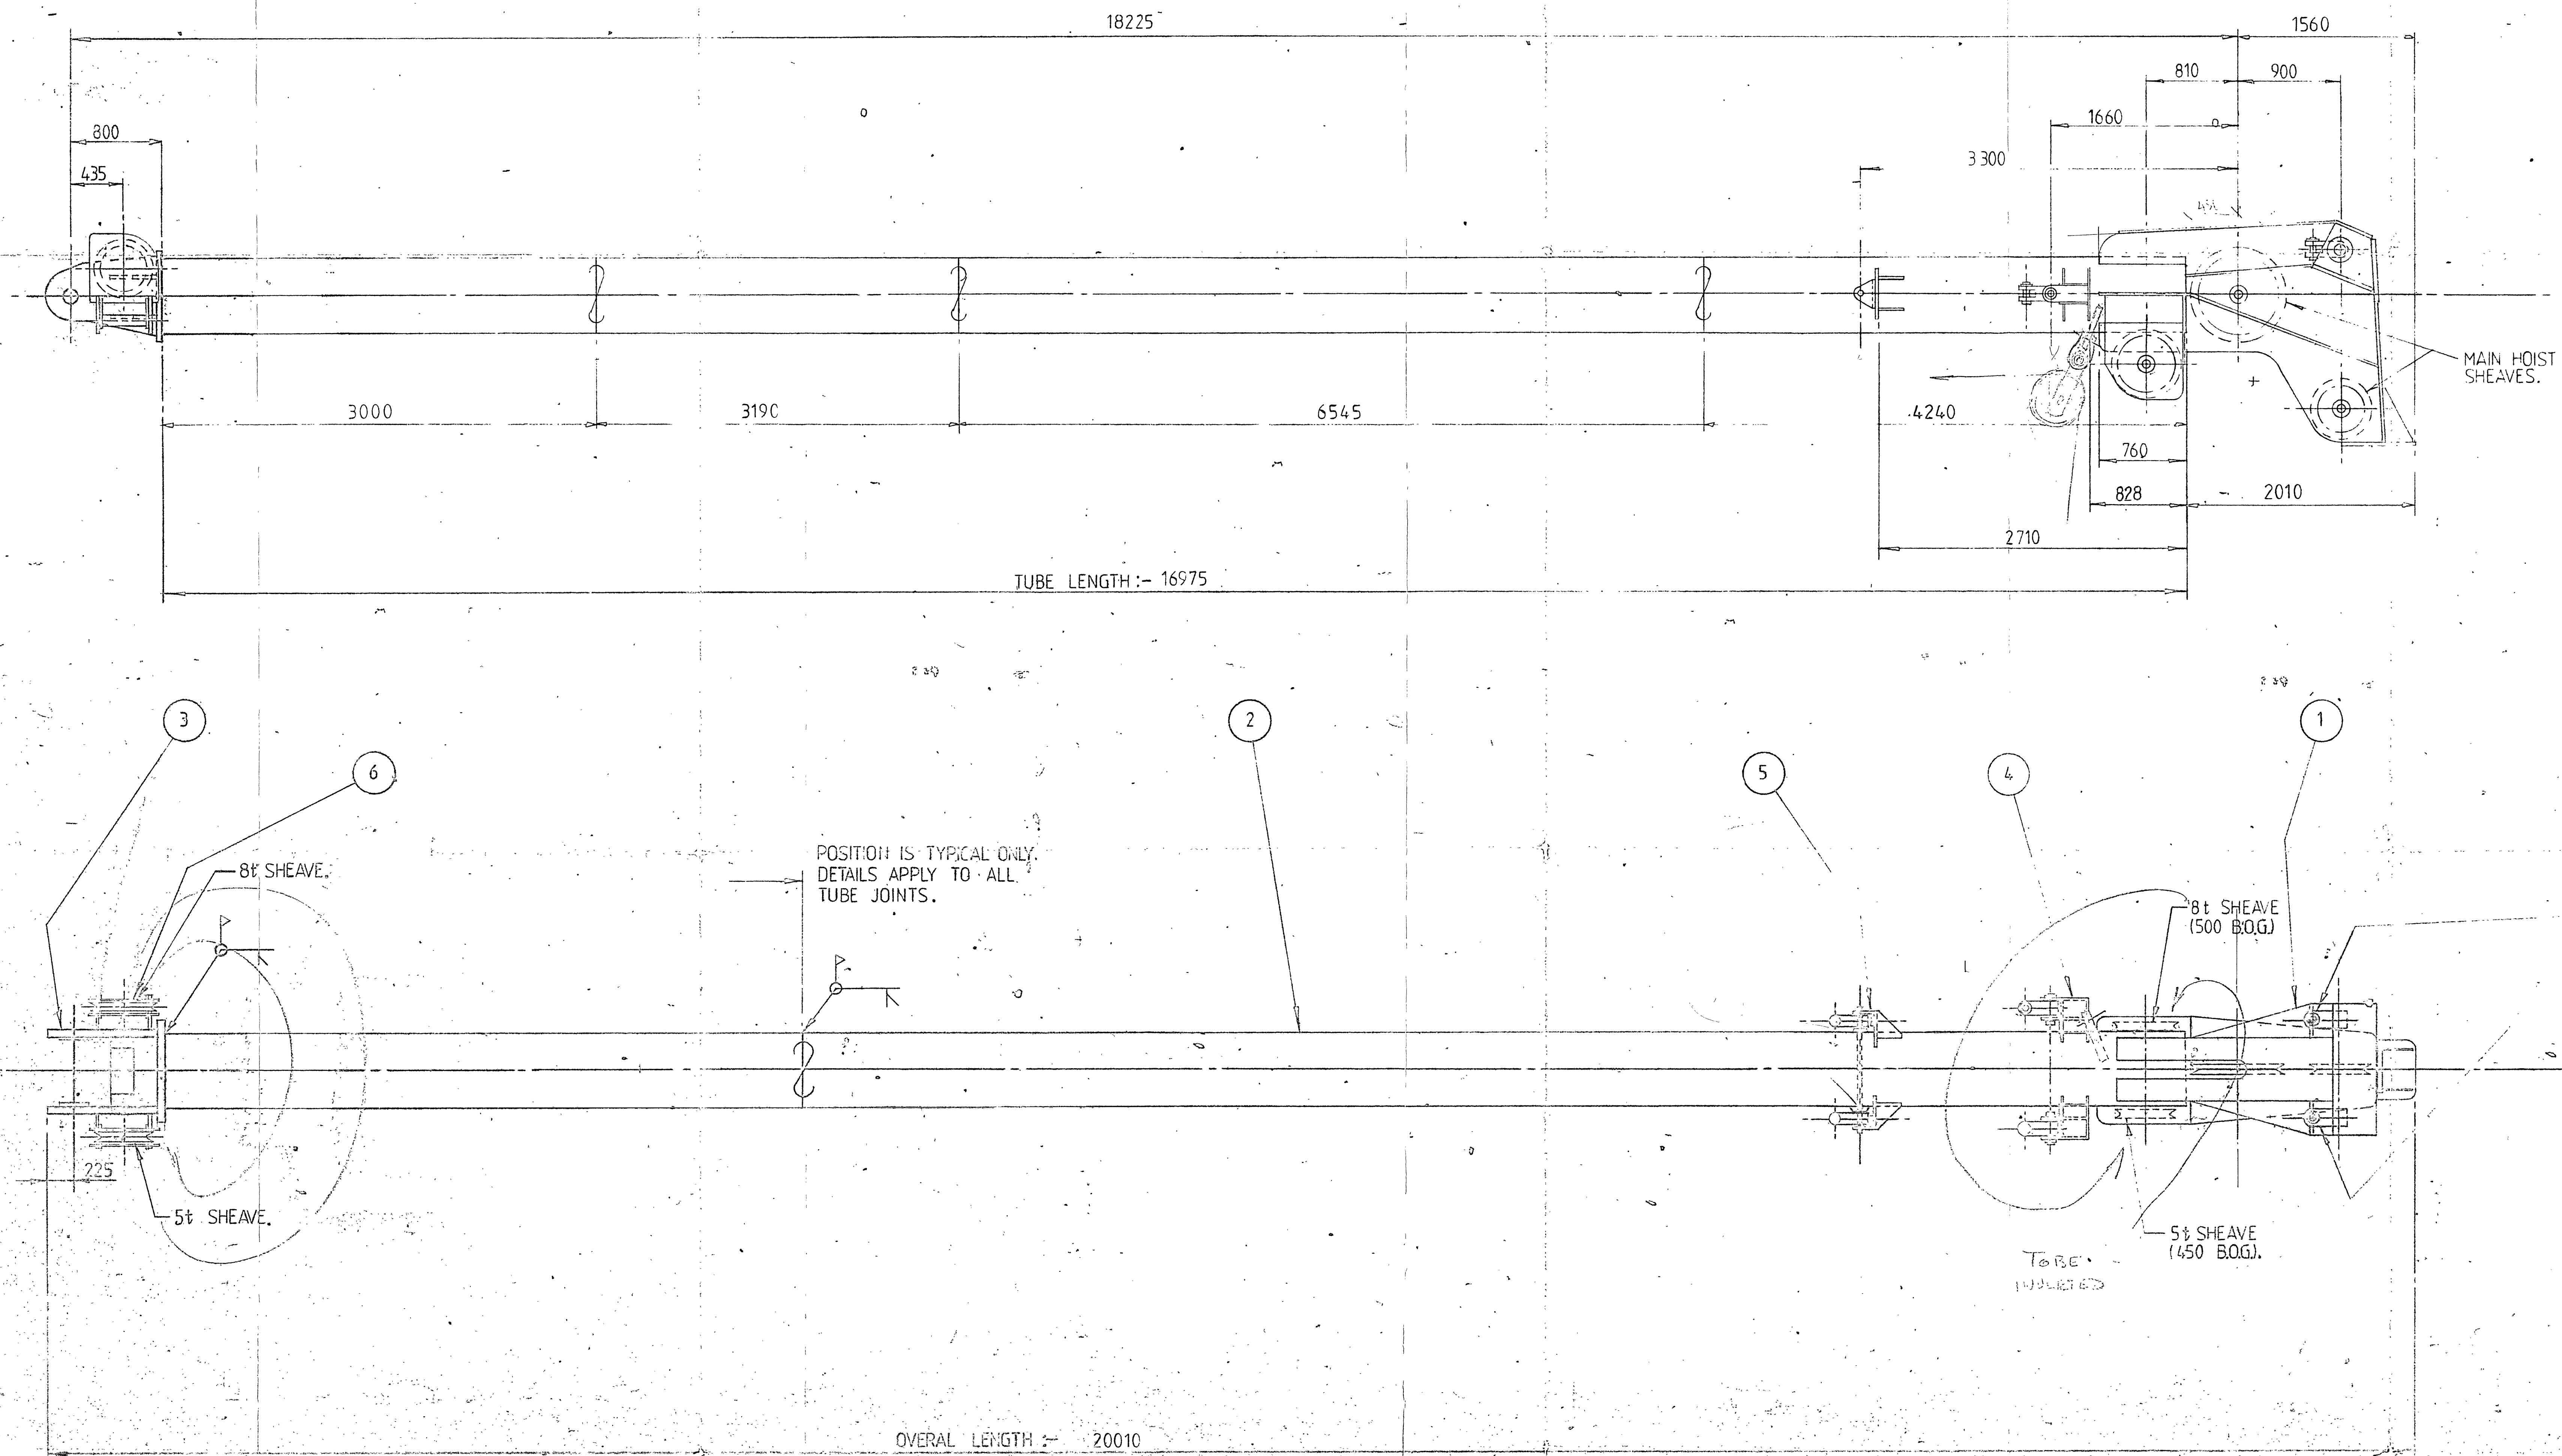 18225
1560
810
900
1660
3300
800
435
MAIN HOIST
SHEAVES.
3000
3190
6545
4240
760
828
2010
2710
TUBE LENGTH :- 16975
3
2
1
6
5
4
POSITION IS TYPICAL ONLY.
DETAILS APPLY TO ALL
TUBE JOINTS.
8t SHEAVE.
8t SHEAVE
(500 B.O.G.)
225
5t SHEAVE.
5t SHEAVE
(450 B.O.G.).
TO BE
OVERAL LENGTH :- 20010